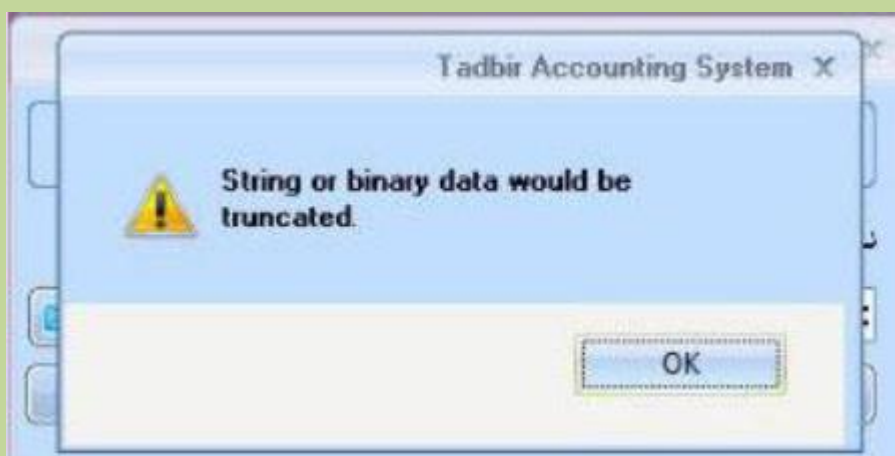 Tadbir Accounting System
String or binary data would be
truncated.
OK